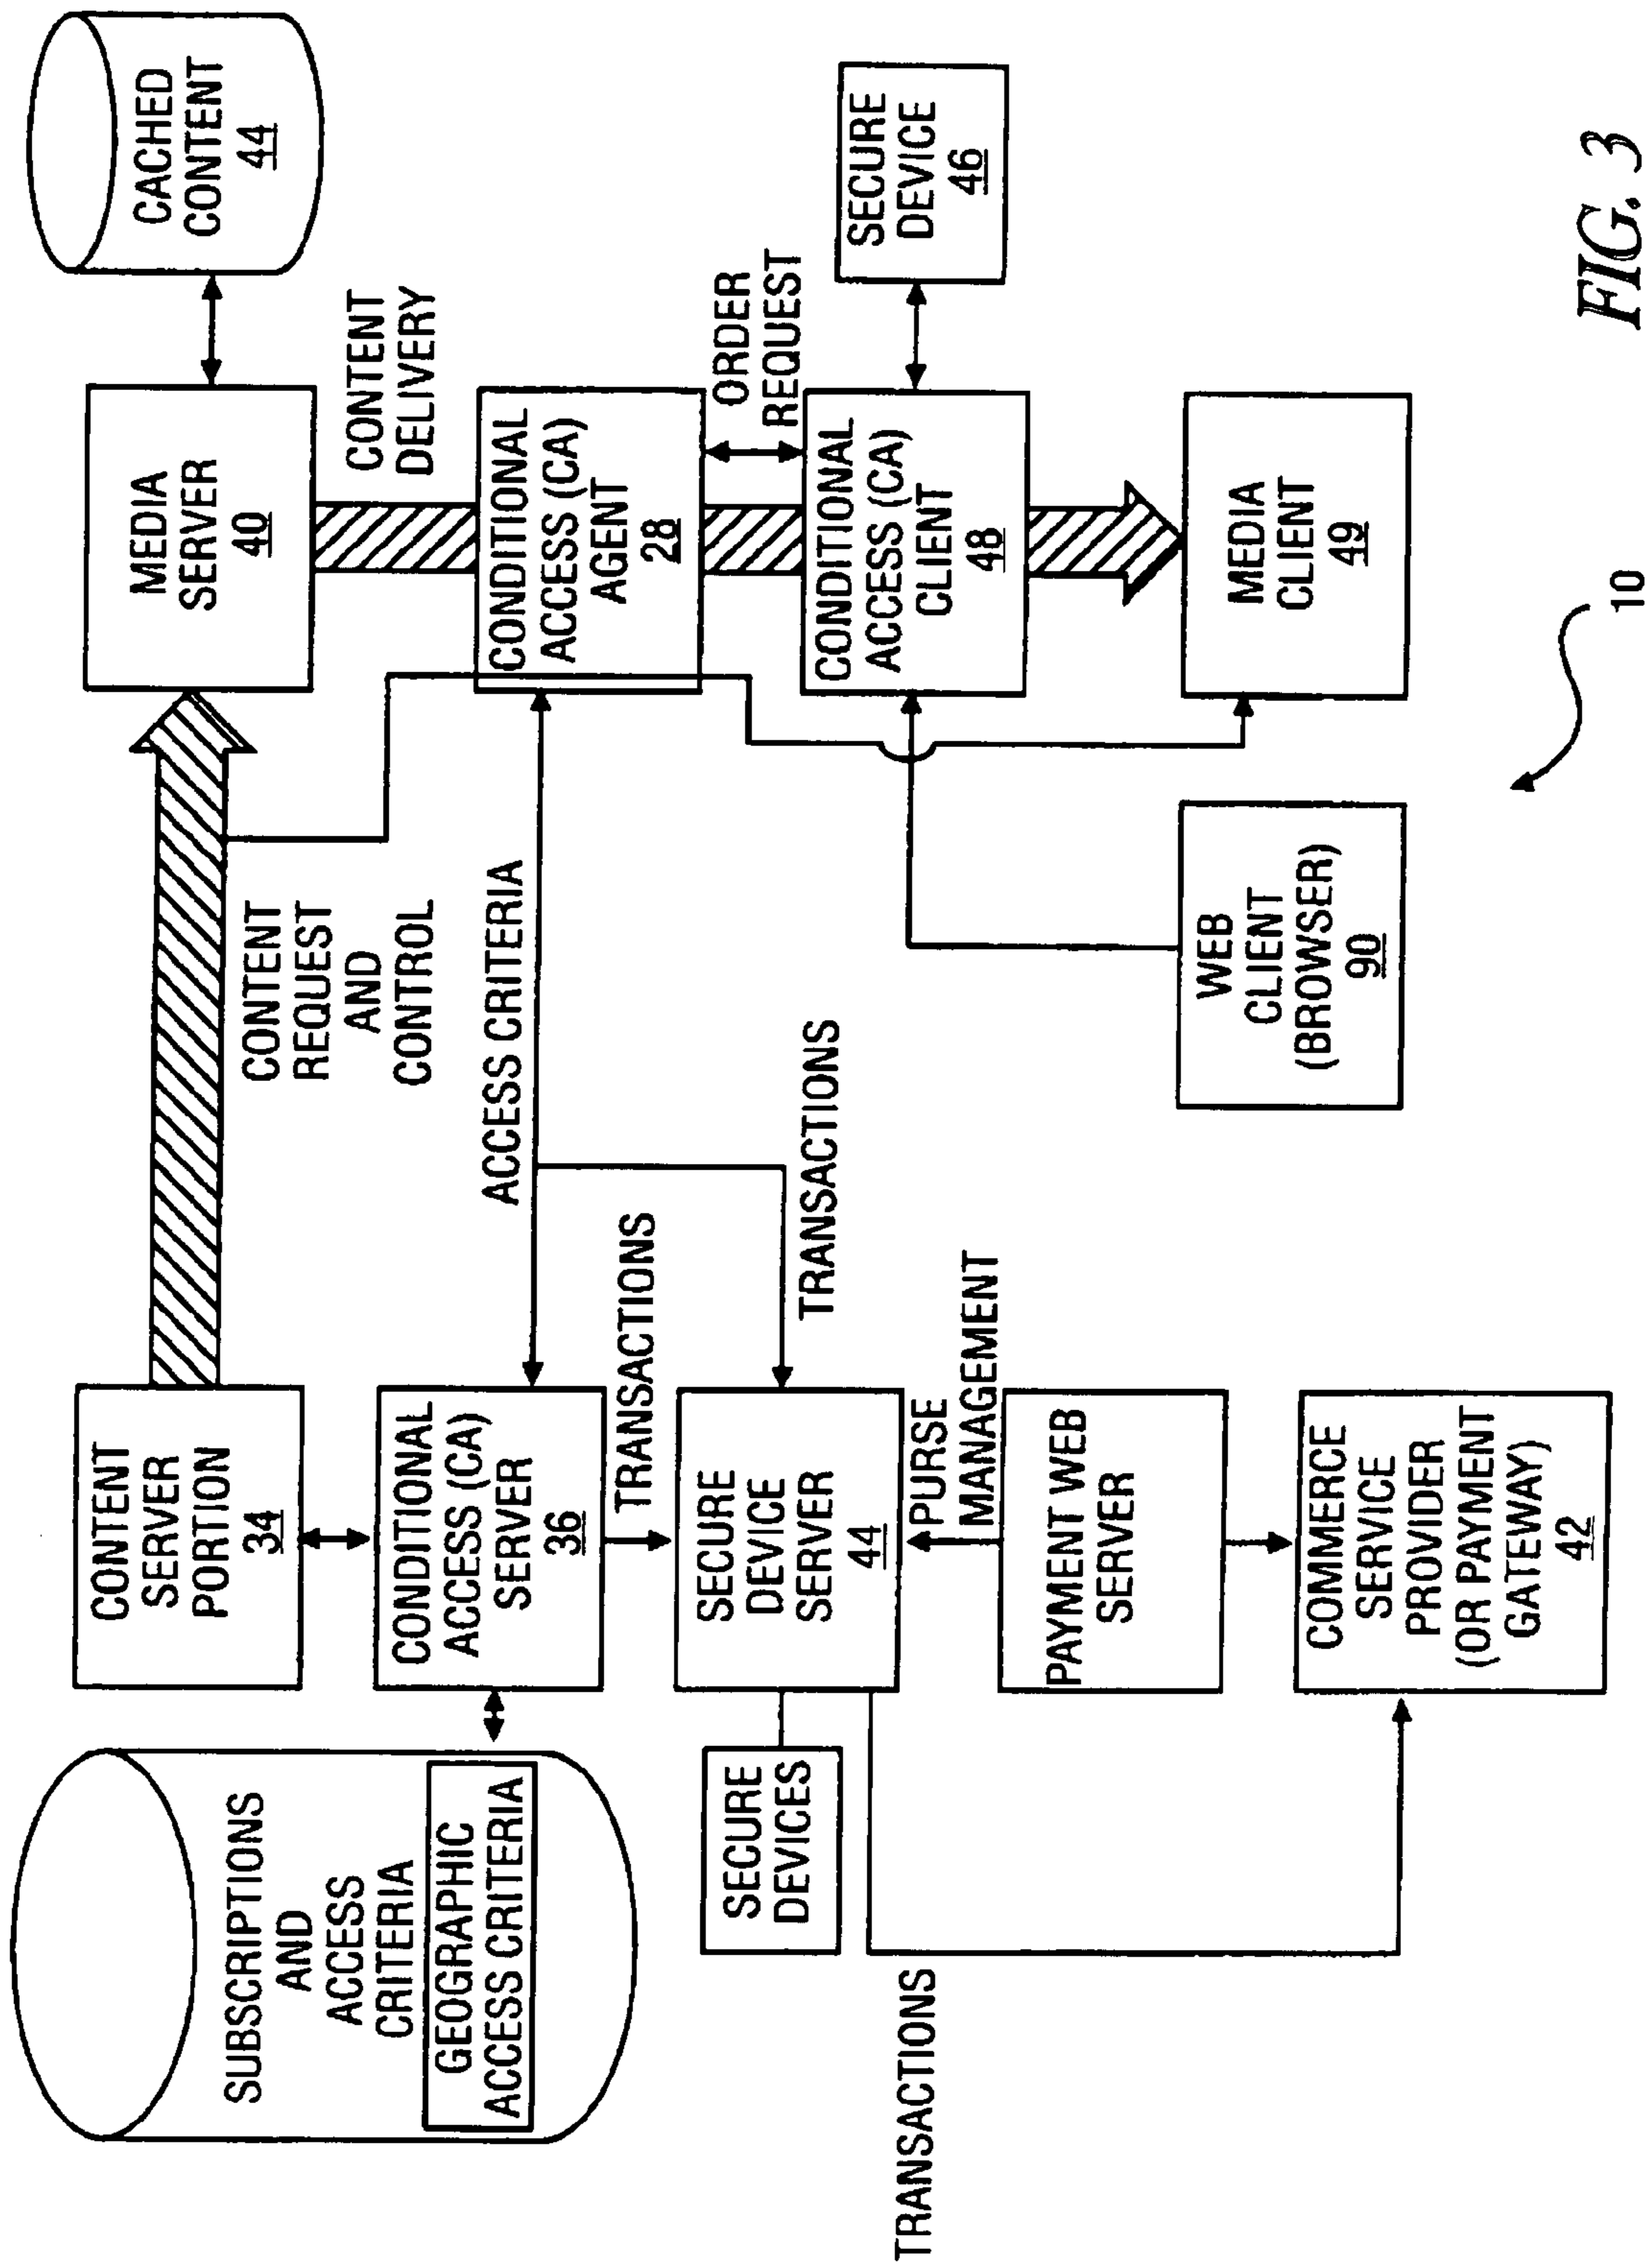 SUBSCRIPTIONS
AND
ACCESS
CRITERIA
GEOGRAPHIC
ACCESS CRITERIA
CONTENT
SERVER
PORTION
34
CONTENT
REQUEST
AND
CONTROL
MEDIA
SERVER
40
CACHED
CONTENT
44
CONTENT
DELIVERY
CONDITIONAL
ACCESS (CA)
SERVER
36
ACCESS CRITERIA
CONDITIONAL
ACCESS (CA)
AGENT
28
TRANSACTIONS
ORDER
REQUEST
SECURE
DEVICES
SECURE
DEVICE
SERVER
44
TRANSACTIONS
CONDITIONAL
ACCESS (CA)
CLIENT
48
SECURE
DEVICE
46
TRANSACTIONS
PURSE
MANAGEMENT
PAYMENT WEB
SERVER
WEB
CLIENT
(BROWSER)
90
MEDIA
CLIENT
49
COMMERCE
SERVICE
PROVIDER
(OR PAYMENT
GATEWAY)
42
10
FIG. 3